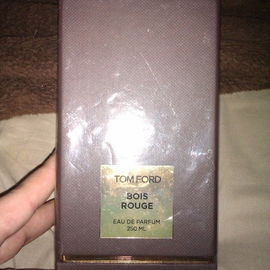 TOM FORD
BOIS
ROUGE
EAU DE PARFUM
250 ML